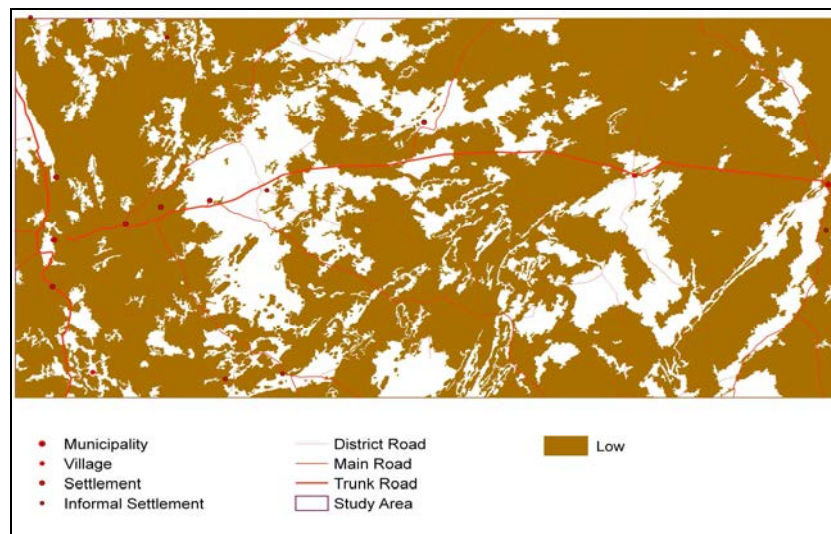 Municipality
Village
Settlement
Informal Settlement
District Road
Main Road
Trunk Road
Study Area
Low